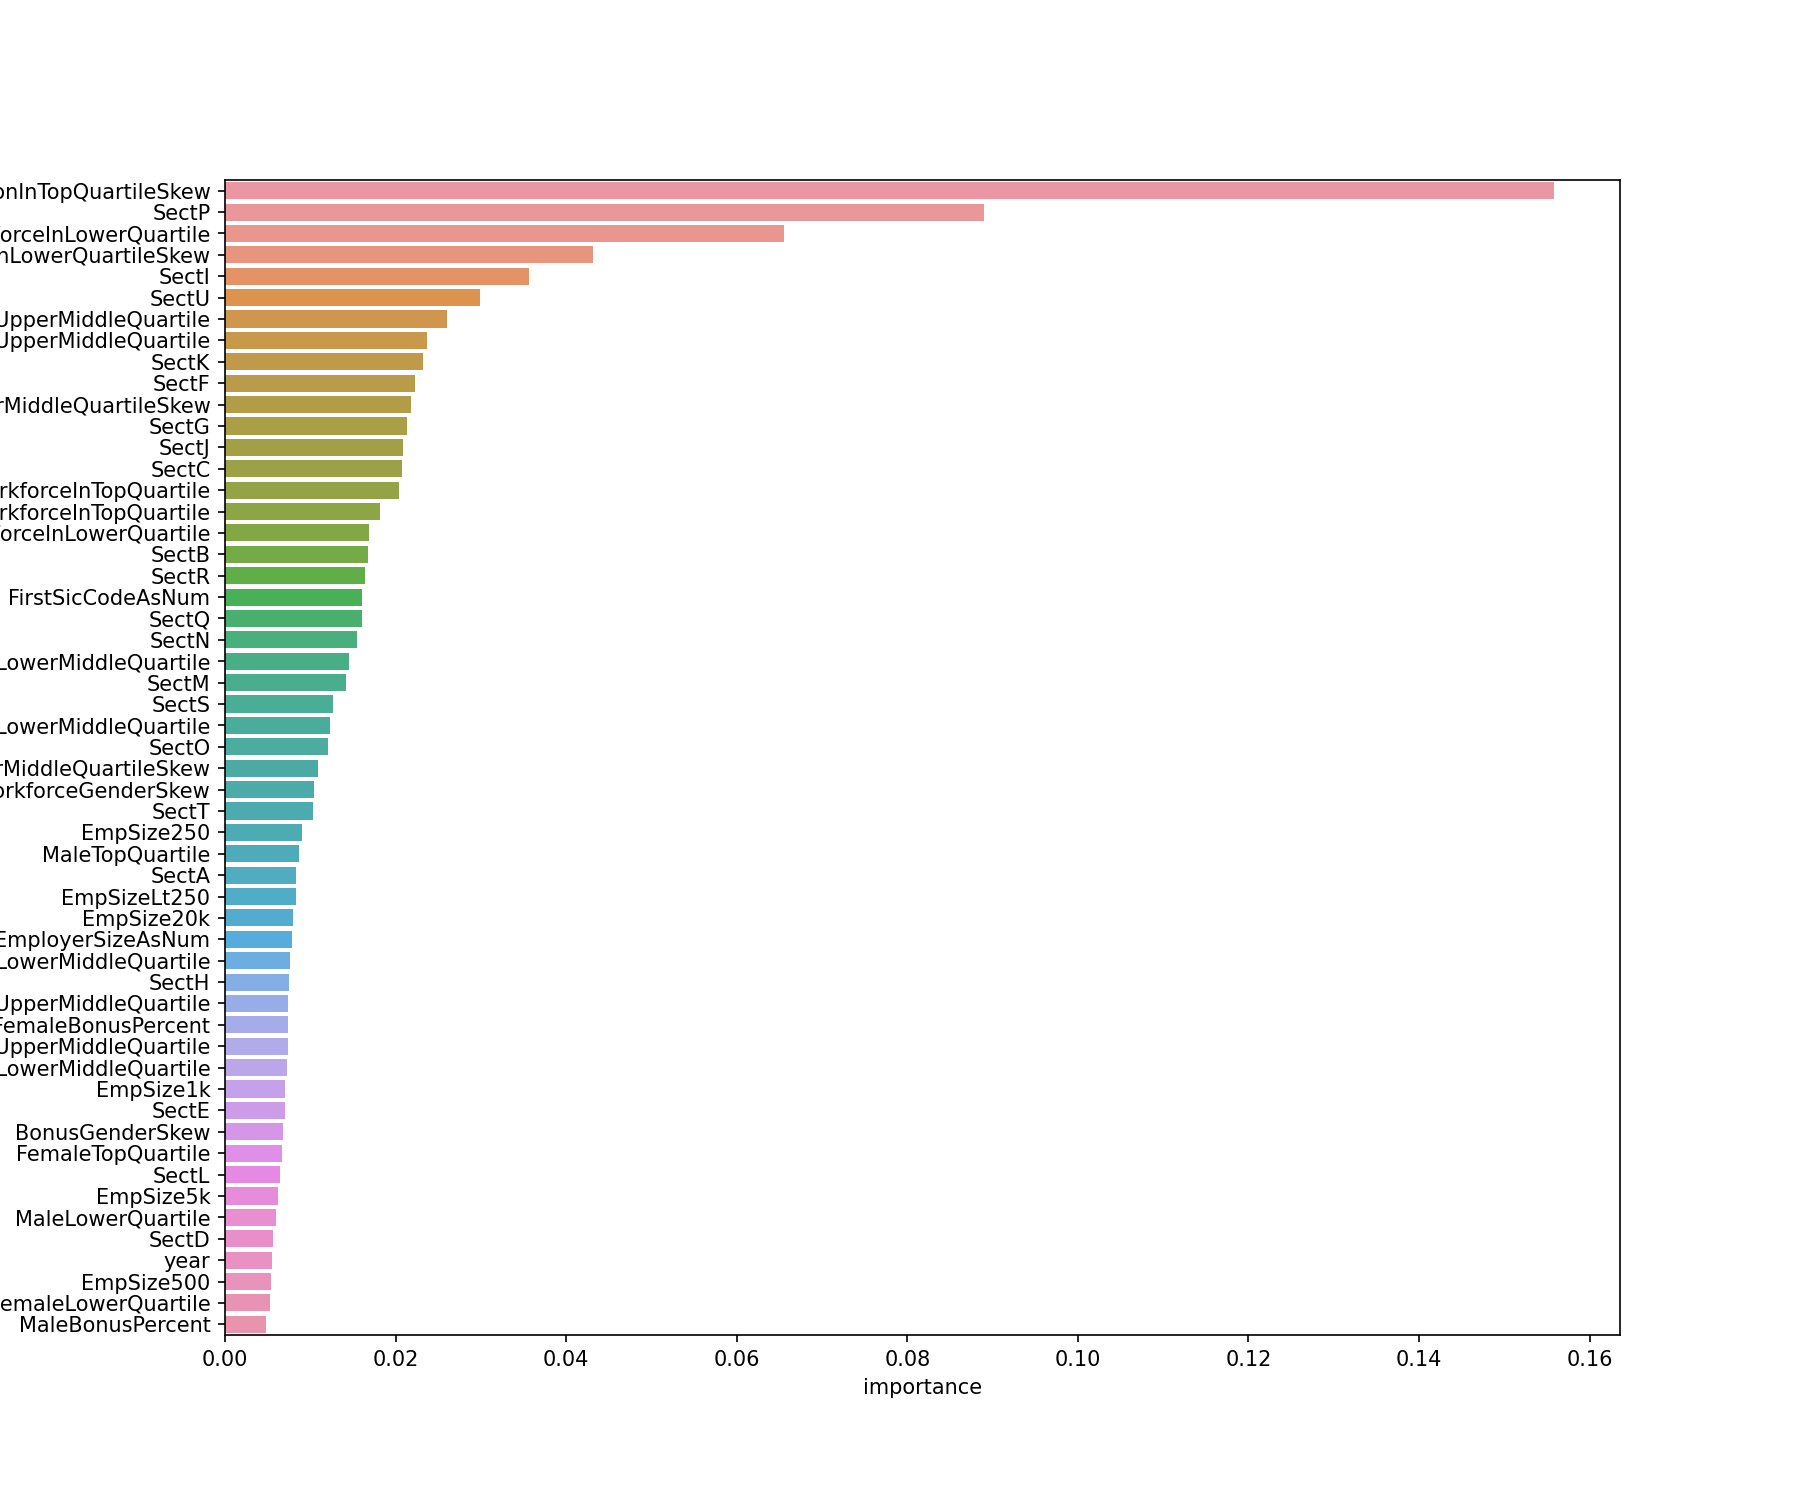 onInTopQuartileSkew
SectP
orceInLowerQuartile
nLowerQuartileSkew
SectI
SectU
UpperMiddleQuartile
UpperMiddleQuartile
SectK
SectF
rMiddleQuartileSkew
SectG
SectJ
SectC
rkforceInTopQuartile
rkforceInTopQuartile
forceInLowerQuartile
SectB
SectR
FirstSicCodeAsNum
SectQ
SectN
LowerMiddleQuartile
SectM
SectS
LowerMiddleQuartile
SectO
rMiddleQuartileSkew
orkforceGenderSkew
SectT
EmpSize250
MaleTopQuartile
SectA
EmpSizeLt250
EmpSize20k
EmployerSizeAsNum
LowerMiddleQuartile
SectH
UpperMiddleQuartile
FemaleBonusPercent
UpperMiddleQuartile
LowerMiddleQuartile
EmpSize1k
SectE
BonusGenderSkew
FemaleTopQuartile
SectL
EmpSize5k
MaleLowerQuartile
SectD
year
EmpSize500
emaleLowerQuartile
MaleBonusPercent
0.00 0.02 0.04 0.06 0.08 0.10 0.12 0.14 0.16
importance